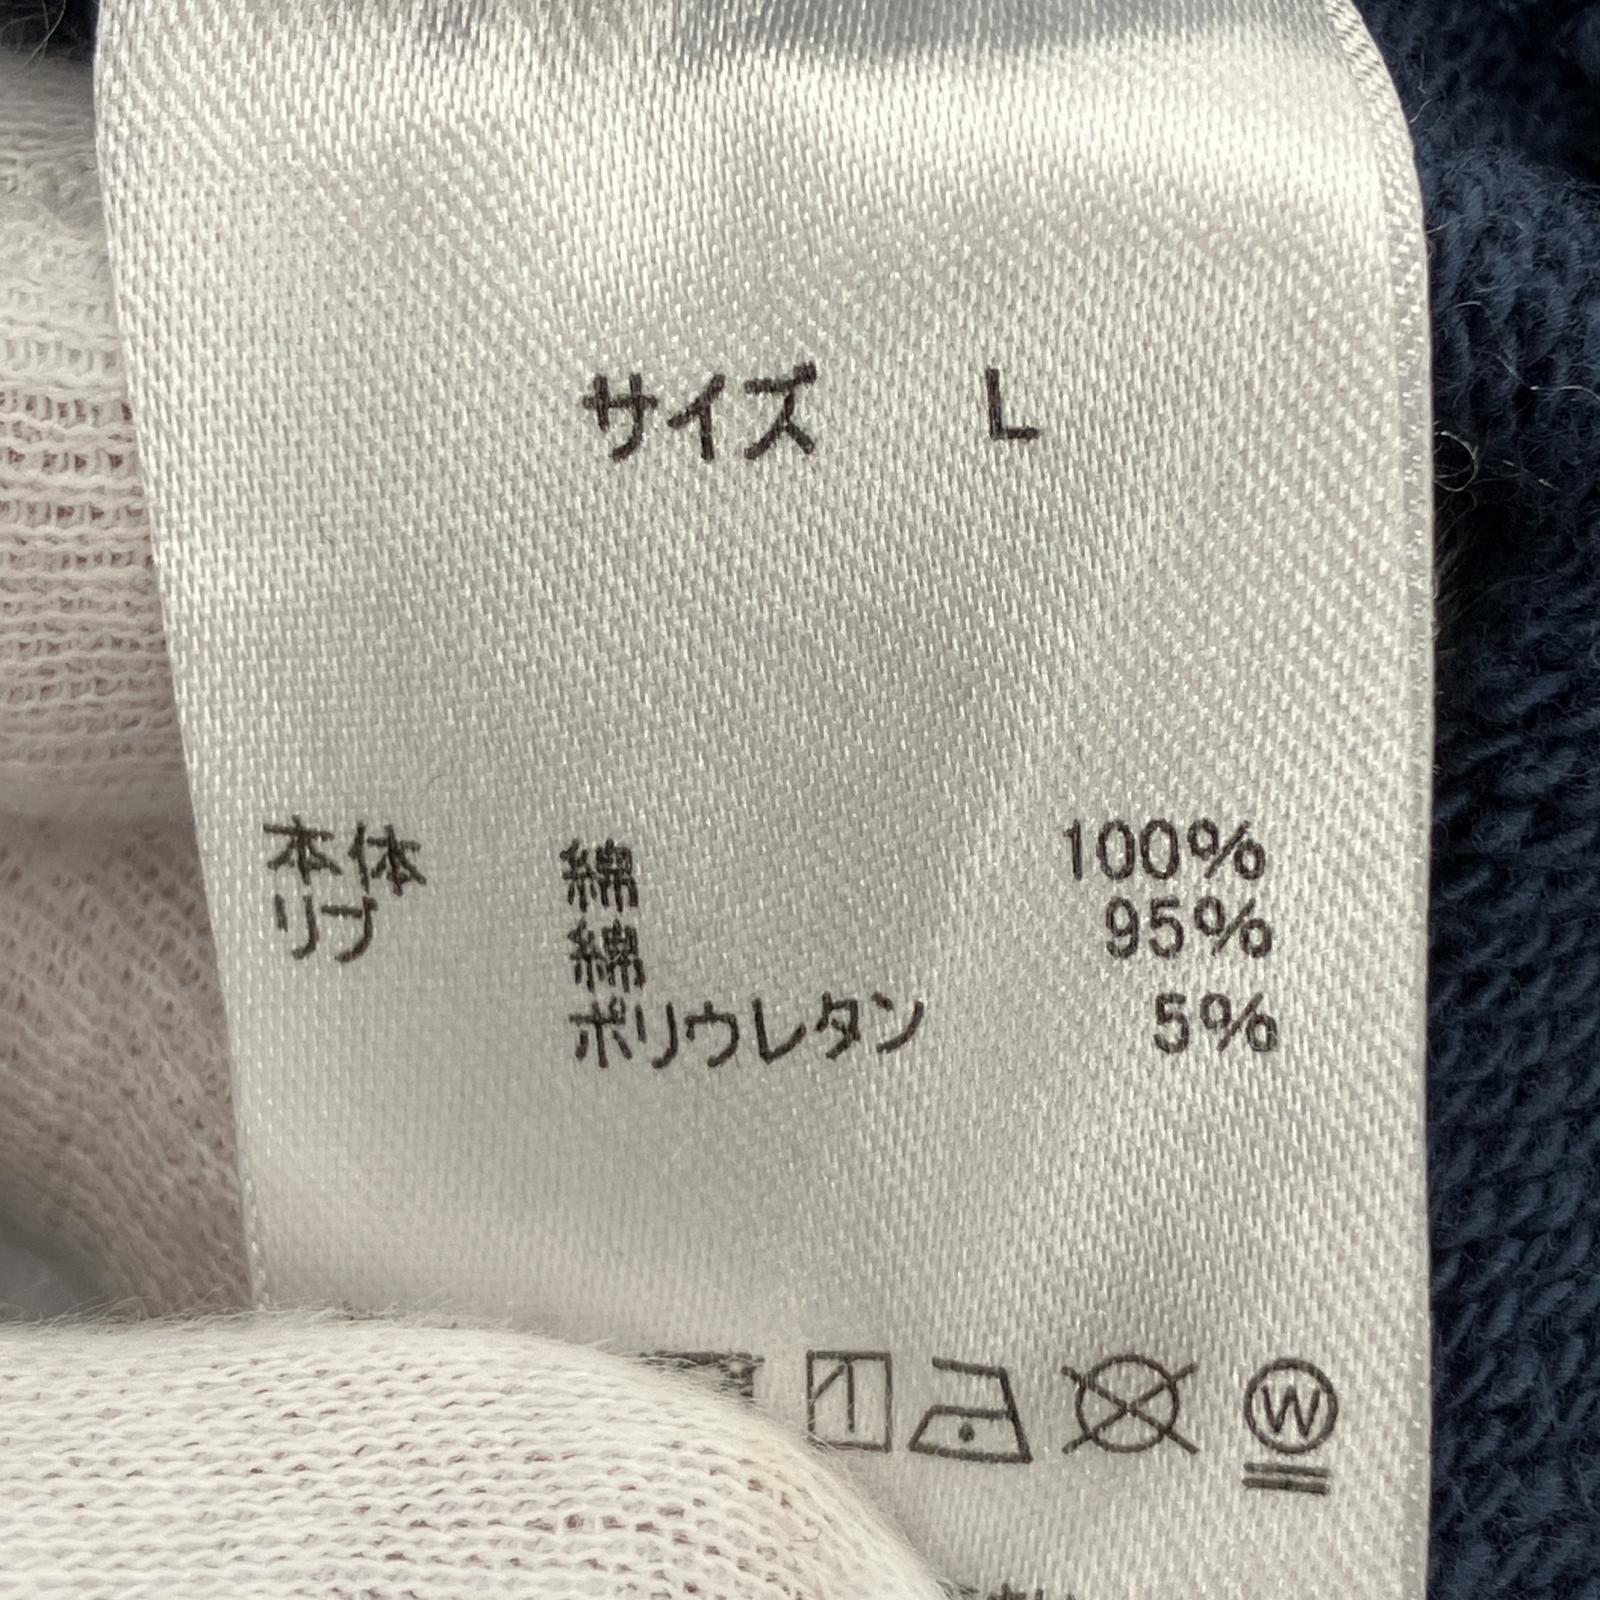 サイズ L
本体 綿 100%
リブ 綿 95%
ポリウレタン 5%
W